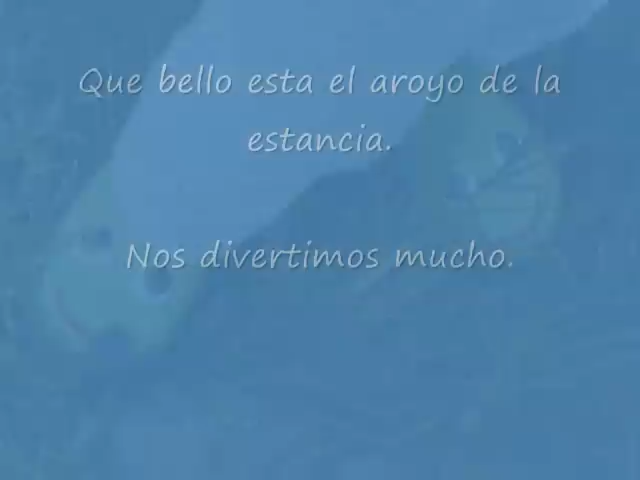 Que bello esta el aroyo de la
estancia.
Nos divertimos mucho.